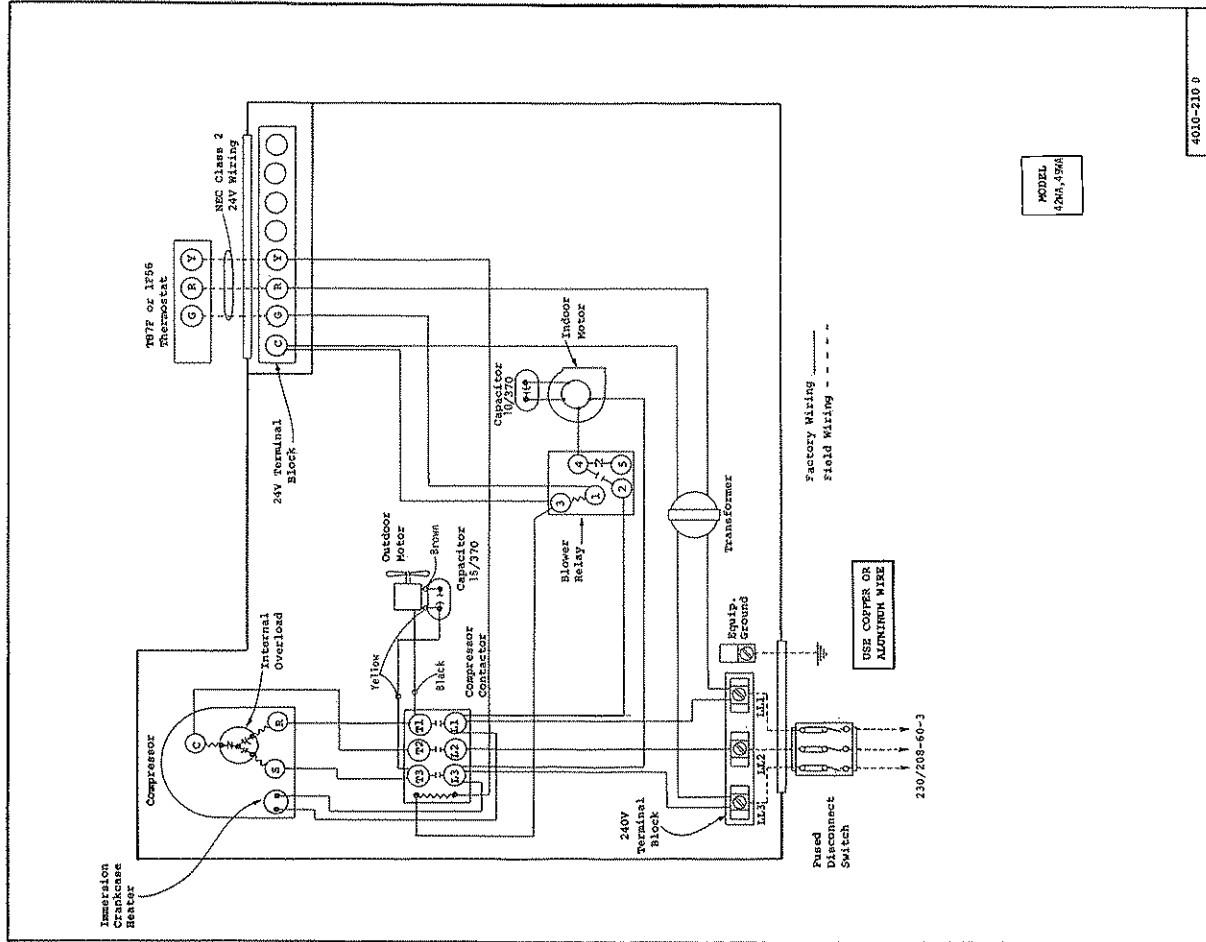 T87F or 1F56
Thermostat
G R Y
NEC Class 2
24V Wiring
C G R Y
24V Terminal
Block
Compressor
Internal
Overload
C
S R
Immersion
Crankcase
Heater
Outdoor
Motor
Brown
Capacitor
15/370
Yellow
Black
Compressor
Contactor
T3 T2 T1
L3 L2 L1
Capacitor
10/370
Indoor
Motor
Blower
Relay
3 1 4 2 5
Transformer
240V
Terminal
Block
LL3 LL2 LL1
Equip.
Ground
Fused
Disconnect
Switch
230/208-60-3
USE COPPER OR
ALUMINUM WIRE
Factory Wiring
Field Wiring - - - - -
MODEL
4010-210 D